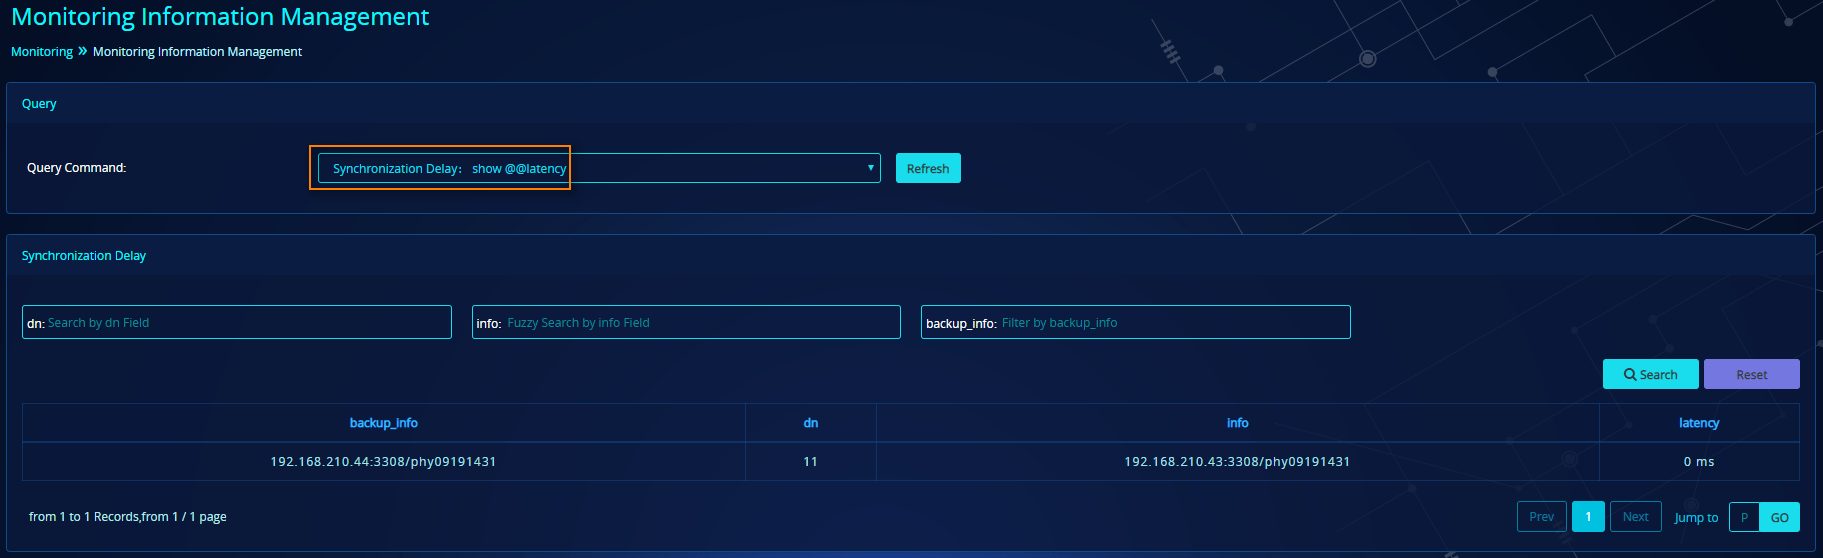 Monitoring Information Management
Monitoring » Monitoring Information Management
Query
Query Command: Synchronization Delay: show @@latency ▼ Refresh
Synchronization Delay
dn: Search by dn Field info: Fuzzy Search by info Field backup_info: Filter by backup_info
Search Reset
backup_info dn info latency
192.168.210.44:3308/phy09191431 11 192.168.210.43:3308/phy09191431 0 ms
from 1 to 1 Records,from 1 / 1 page Prev 1 Next Jump to P GO